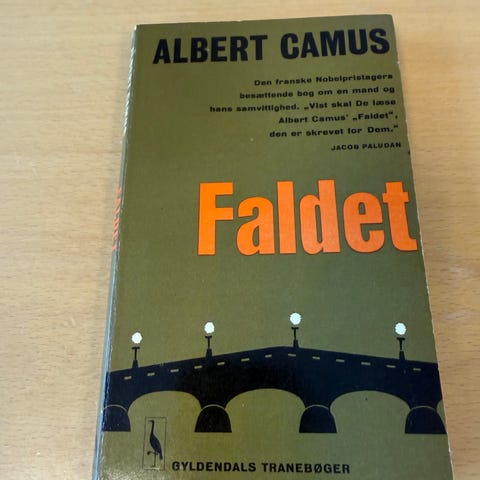 ALBERT CAMUS
Den franske Nobelpristagers
besættende bog om en mand og
hans samvittighed. „Vist skal De læse
Albert Camus' „Faldet",
den er skrevet for Dem."
JACOB PALUDAN
Faldet
GYLDENDALS TRANEBØGER